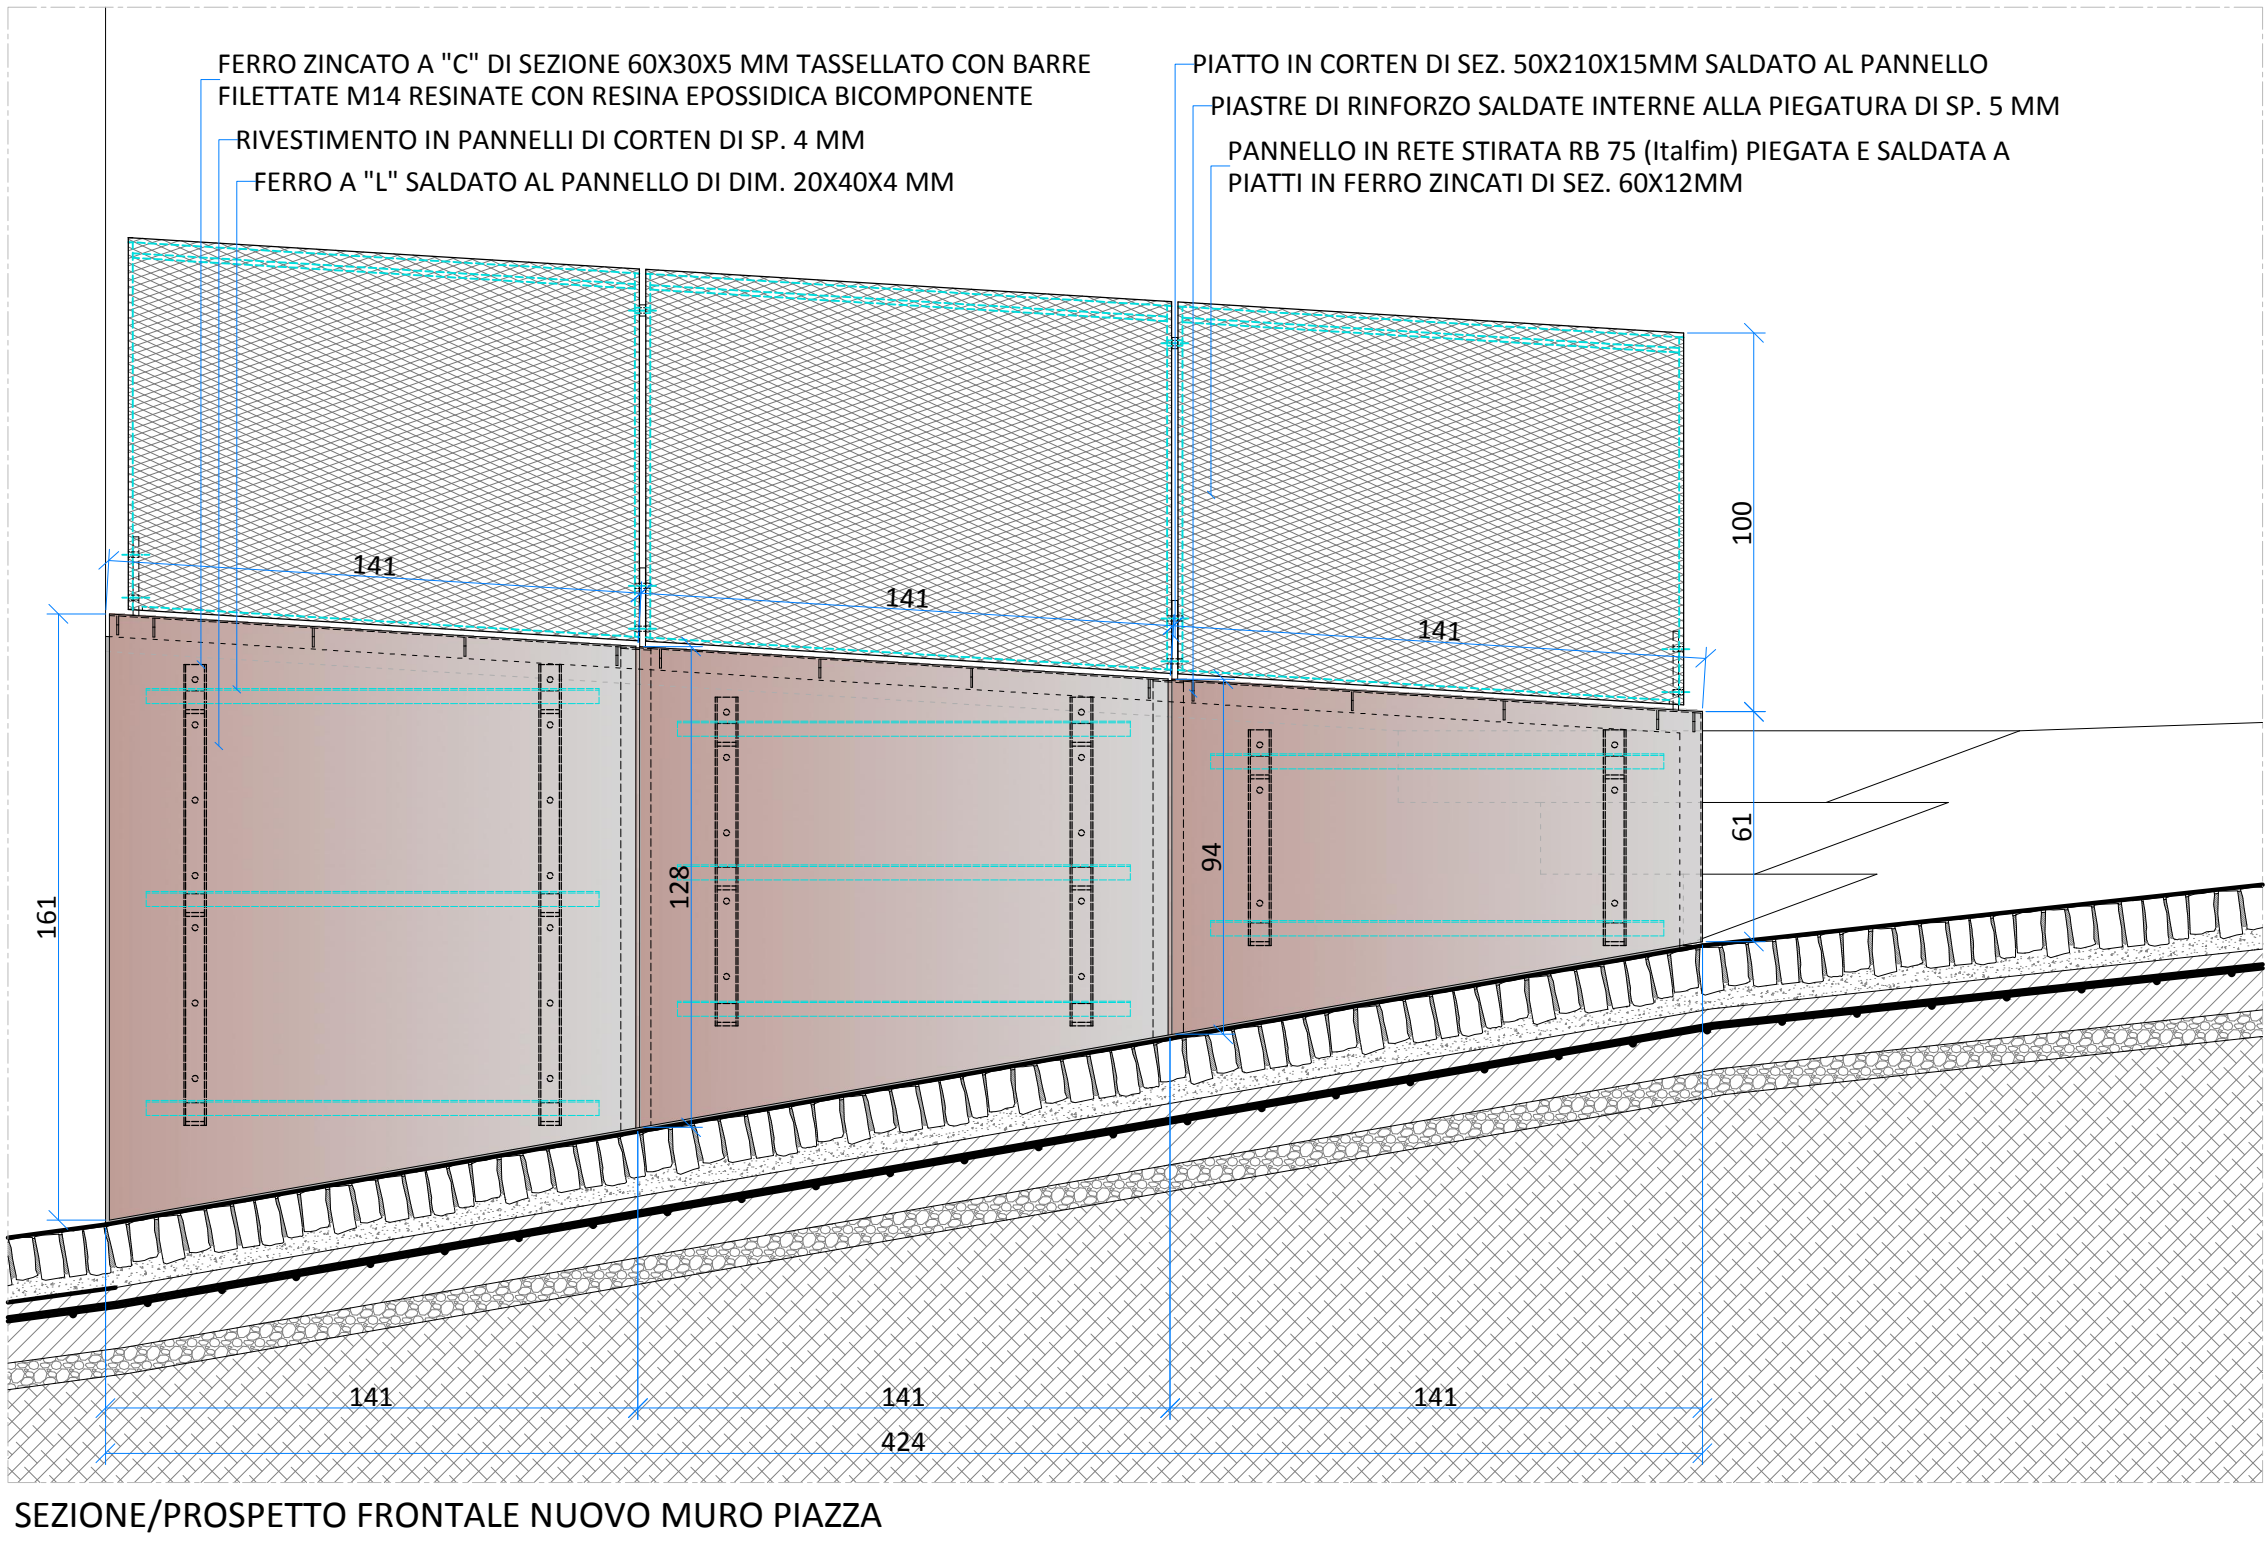 FERRO ZINCATO A "C" DI SEZIONE 60X30X5 MM TASSELLATO CON BARRE
FILETTATE M14 RESINATE CON RESINA EPOSSIDICA BICOMPONENTE
RIVESTIMENTO IN PANNELLI DI CORTEN DI SP. 4 MM
FERRO A "L" SALDATO AL PANNELLO DI DIM. 20X40X4 MM
PIATTO IN CORTEN DI SEZ. 50X210X15MM SALDATO AL PANNELLO
PIASTRE DI RINFORZO SALDATE INTERNE ALLA PIEGATURA DI SP. 5 MM
PANNELLO IN RETE STIRATA RB 75 (Italfim) PIEGATA E SALDATA A
PIATTI IN FERRO ZINCATI DI SEZ. 60X12MM
100
141
141
141
161
128
94
61
141
141
141
424
SEZIONE/PROSPETTO FRONTALE NUOVO MURO PIAZZA